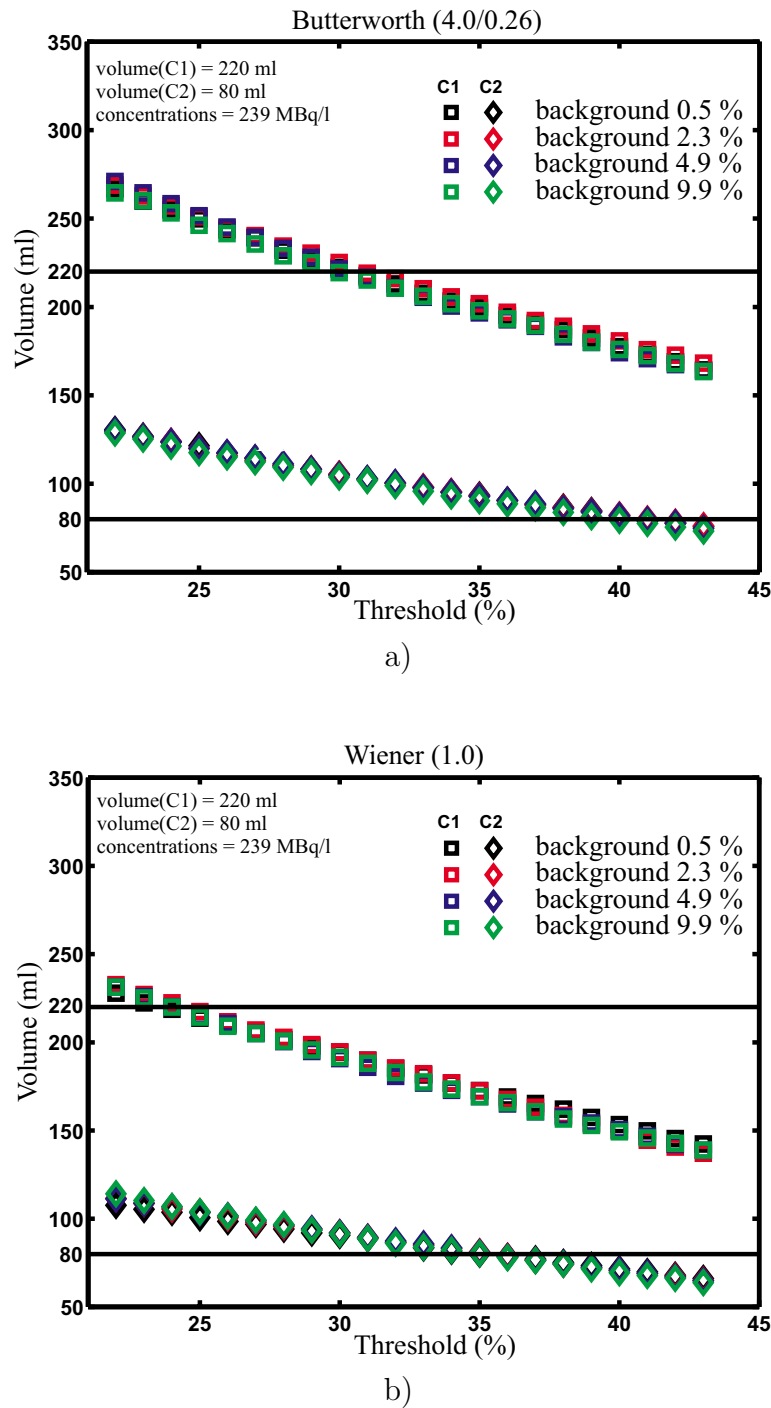 Butterworth (4.0/0.26)
350
volume(C1) = 220 ml
volume(C2) = 80 ml
concentrations = 239 MBq/l
C1 C2
background 0.5 %
background 2.3 %
background 4.9 %
background 9.9 %
300
250
220
200
150
100
80
50
Volume (ml)
25 30 35 40 45
Threshold (%)
a)
Wiener (1.0)
350
volume(C1) = 220 ml
volume(C2) = 80 ml
concentrations = 239 MBq/l
C1 C2
background 0.5 %
background 2.3 %
background 4.9 %
background 9.9 %
300
250
220
200
150
100
80
50
Volume (ml)
25 30 35 40 45
Threshold (%)
b)